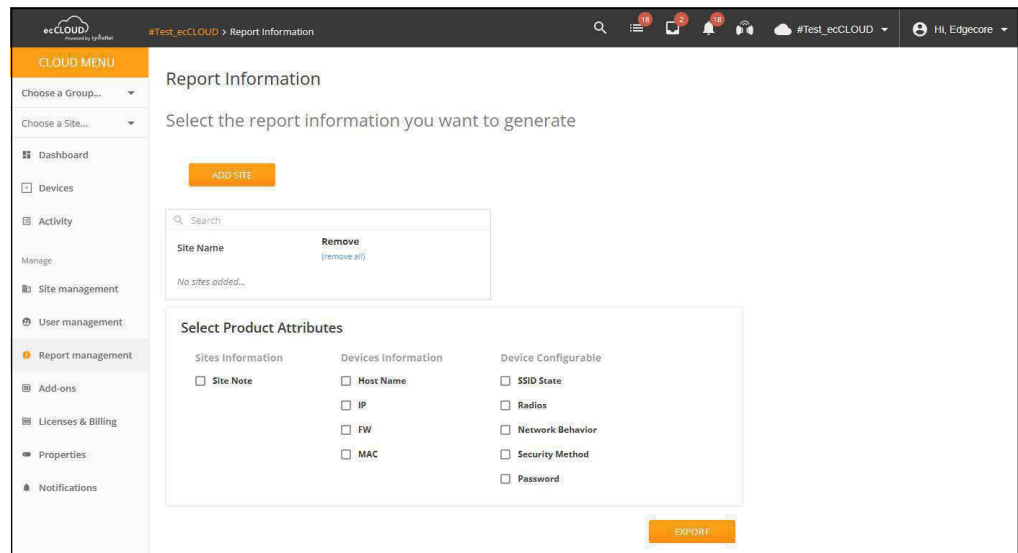 ecCLOUD
Powered by IgniteNet
#Test_ecCLOUD > Report Information
18
2
18
#Test_ecCLOUD
Hi, Edgecore
CLOUD MENU
Choose a Group...
Choose a Site...
Dashboard
Devices
Activity
Manage
Site management
User management
Report management
Add-ons
Licenses & Billing
Properties
Notifications
Report Information
Select the report information you want to generate
ADD SITE
Search
Site Name Remove
(remove all)
No sites added...
Select Product Attributes
Sites Information Devices Information Device Configurable
Site Note Host Name SSID State
IP Radios
FW Network Behavior
MAC Security Method
Password
EXPORT